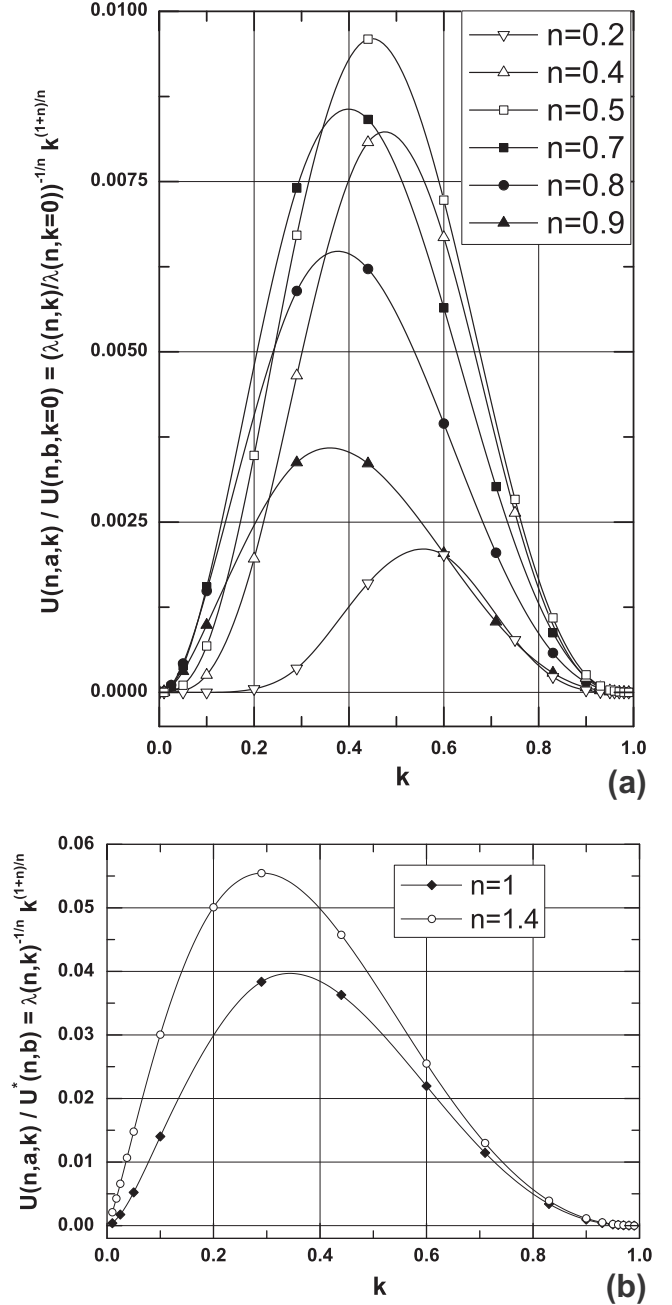 0.0100
0.0075
0.0050
0.0025
0.0000
U(n,a,k) / U(n,b,k=0) = (λ(n,k)/λ(n,k=0))^{-1/n} k^{(1+n)/n}
n=0.2
n=0.4
n=0.5
n=0.7
n=0.8
n=0.9
0.0 0.2 0.4 0.6 0.8 1.0
k
(a)
0.06
0.05
0.04
0.03
0.02
0.01
0.00
U(n,a,k) / U^*(n,b) = λ(n,k)^{-1/n} k^{(1+n)/n}
n=1
n=1.4
0.0 0.2 0.4 0.6 0.8 1.0
k
(b)